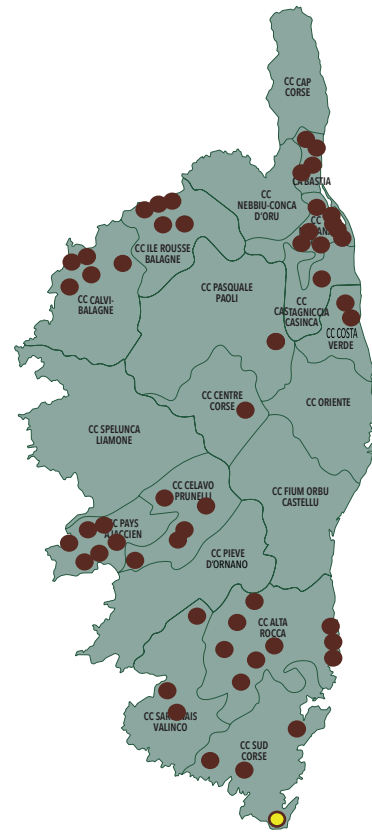 CC CAP
CORSE
BASTIA
CC
NEBBIU-CONCA
D'ORU
CC ILE ROUSSE
BALAGNE
CC PASQUALE
PAOLI
CC CALVI-
BALAGNE
CC
CASTAGNICCIA
CASINCA
CC COSTA
VERDE
CC CENTRE
CORSE
CC ORIENTE
CC SPELUNCA
LIAMONE
CC CELAVO
PRUNELLI
CC FIUM ORBU
CASTELLU
CC PAYS
AJACCIEN
CC PIEVE
D'ORNANO
CC ALTA
ROCCA
CC
VALINCO
CC SUD
CORSE